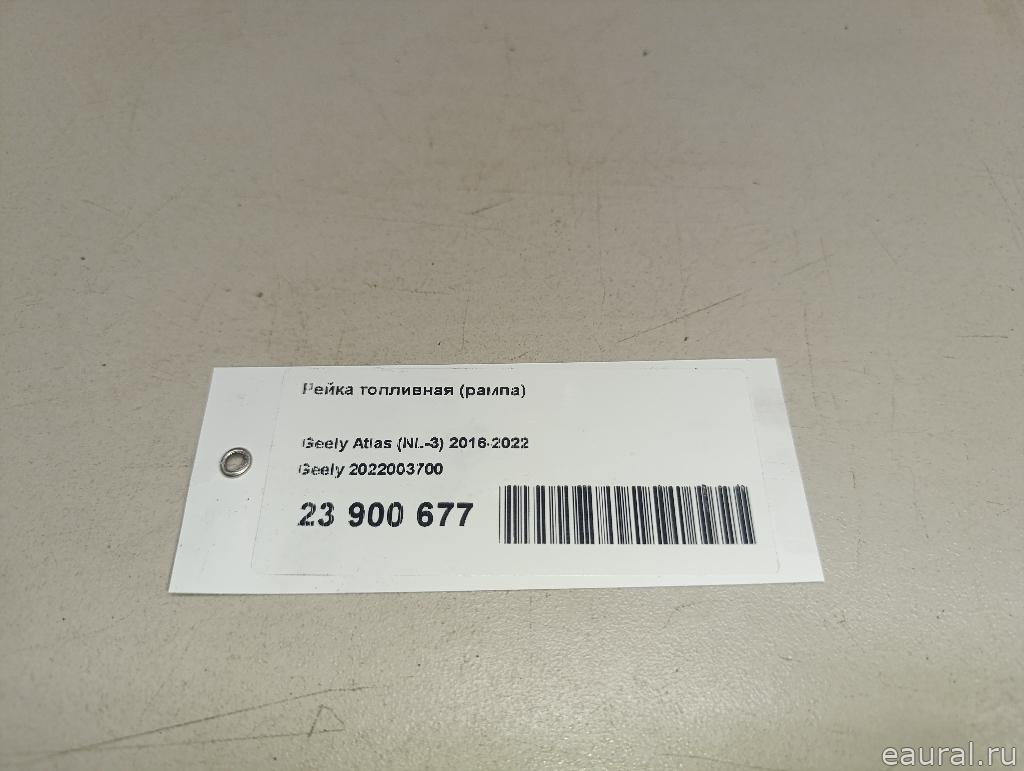 Рейка топливная (рампа)
Geely Atlas (NL-3) 2016-2022
Geely 2022003700
23 900 677
eaural.ru